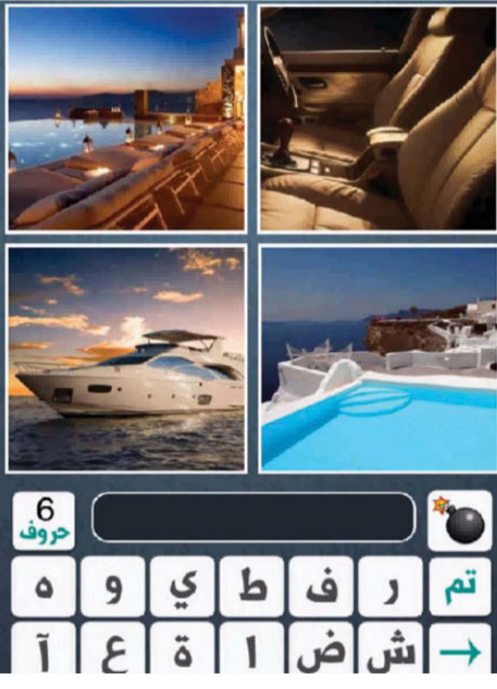 6
حروف
تم ر ف ط ي و ه
→ ش ض ا ة ع آ